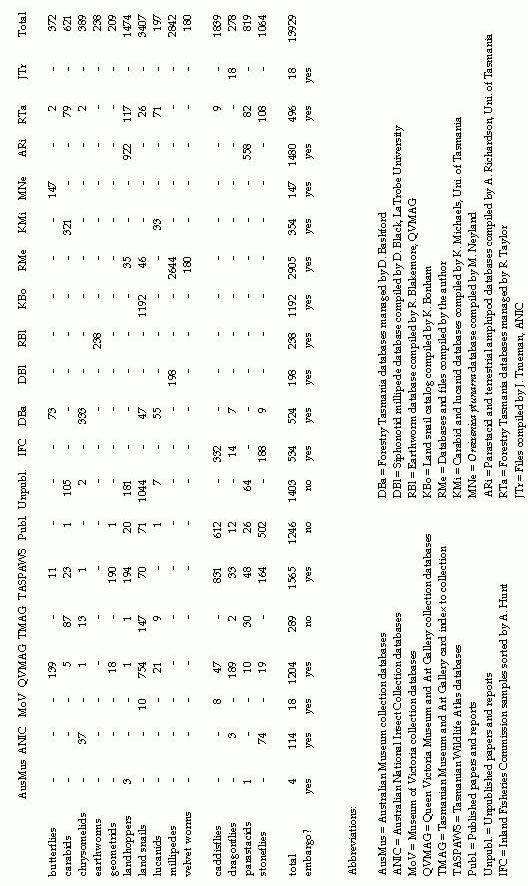 AusMus ANIC MoV QVMAG TMAG TASPAWS Publ. Unpubl. IFC DBa DBl RBl KBo RMe KMi MNe ARi RTa JTr Total
butterflies - - - 139 - 11 - - - 73 - - - - - 147 - 2 - 372
carabids - - - 5 87 23 1 105 - - - - - - 321 - - 79 - 621
chrysomelids - 37 - 1 13 1 - 2 - 333 - - - - - - - 2 - 389
earthworms - - - - - - - - - - - 238 - - - - - - - 238
geometrids - - - 18 - 190 1 - - - - - - - - - - - - 209
landhoppers 3 - - 1 1 194 20 181 - - - - - 35 - - 922 117 - 1474
land snails - - 10 754 147 70 71 1044 - 47 - - 1192 46 - - - 26 - 3407
lucanids - - - 21 9 - 1 7 - 55 - - - - 33 - - 71 - 197
millipedes - - - - - - - - - - 198 - - 2644 - - - - - 2842
velvet worms - - - - - - - - - - - - - 180 - - - - - 180
caddisflies - - 8 47 - 831 612 - 332 - - - - - - - - 9 - 1839
dragonflies - 3 - 189 2 33 12 - 14 7 - - - - - - - - 18 278
parastacids 1 - - 10 30 48 26 64 - - - - - - - - 558 82 - 819
stoneflies - 74 - 19 - 164 502 - 188 9 - - - - - - - 108 - 1064
total 4 114 18 1204 289 1565 1246 1403 534 524 198 238 1192 2905 354 147 1480 496 18 13929
embargo? yes yes yes yes no yes no no yes yes yes yes yes yes yes yes yes yes yes
Abbreviations:
AusMus = Australian Museum collection databases
ANIC = Australian National Insect Collection databases
MoV = Museum of Victoria collection databases
QVMAG = Queen Victoria Museum and Art Gallery collection databases
TMAG = Tasmanian Museum and Art Gallery card index to collection
TASPAWS = Tasmanian Wildlife Atlas databases
Publ. = Published papers and reports
Unpubl. = Unpublished papers and reports
IFC = Inland Fisheries Commission samples sorted by A. Hunt
DBa = Forestry Tasmania databases managed by D. Bashford
DBl = Siphonotid millipede database compiled by D. Black, LaTrobe University
RBl = Earthworm database compiled by R. Blakemore, QVMAG
KBo = Land snail catalog compiled by K. Bonham
RMe = Databases and files compiled by the author
KMi = Carabid and lucanid databases compiled by K. Michaels, Uni. of Tasmania
MNe = Oreixenica ptunarra database compiled by M. Neyland
ARi = Parastacid and terrestrial amphipod databases compiled by A. Richardson, Uni. of Tasmania
RTa = Forestry Tasmania databases managed by R. Taylor
JTr = Files compiled by J. Trueman, ANIC